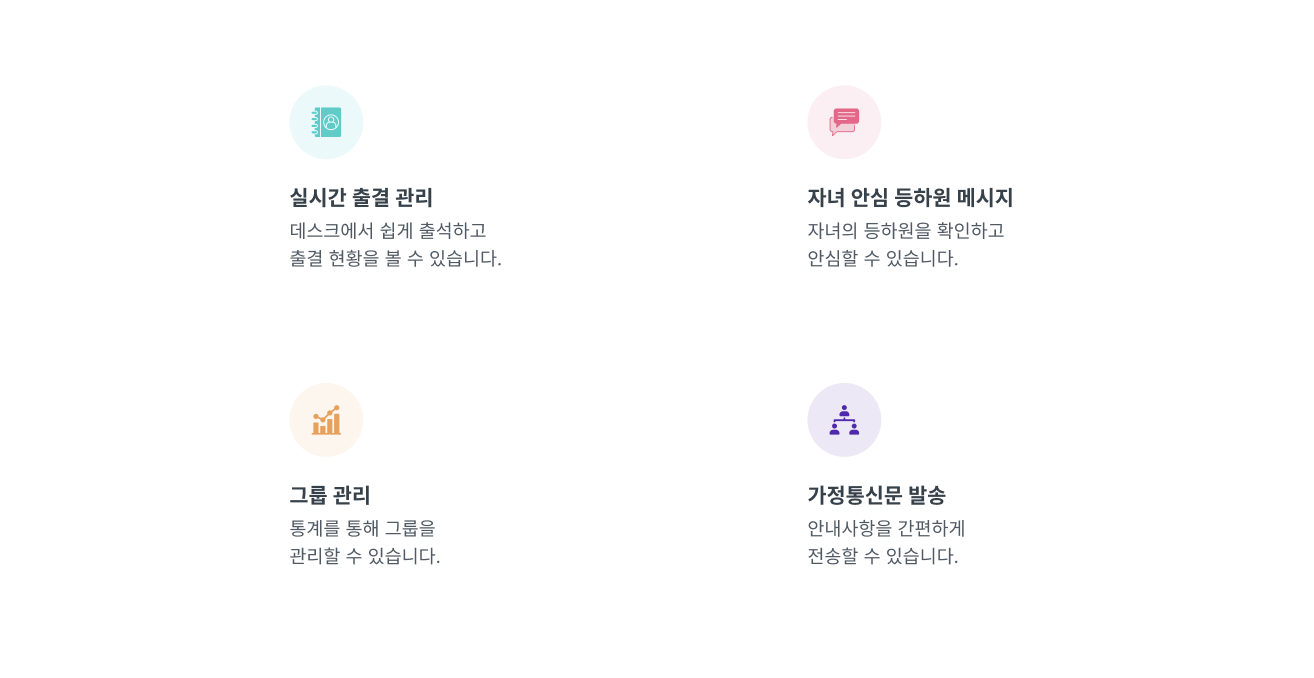 실시간 출결 관리
데스크에서 쉽게 출석하고
출결 현황을 볼 수 있습니다.
자녀 안심 등하원 메시지
자녀의 등하원을 확인하고
안심할 수 있습니다.
그룹 관리
통계를 통해 그룹을
관리할 수 있습니다.
가정통신문 발송
안내사항을 간편하게
전송할 수 있습니다.